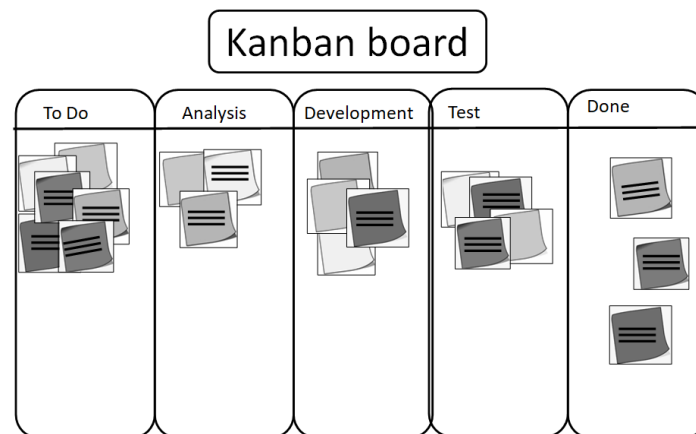 Kanban board
To Do
Analysis
Development
Test
Done